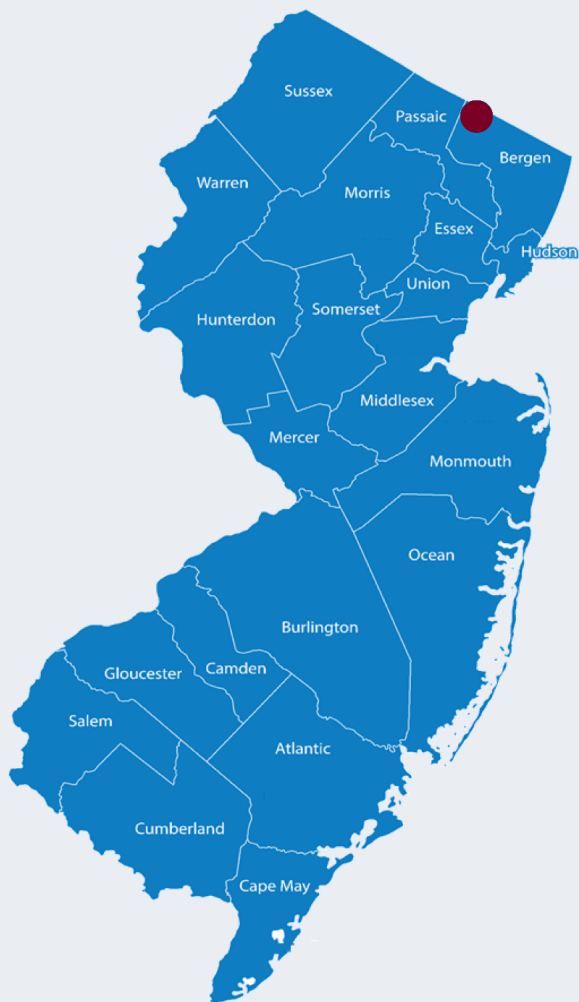 Sussex
Passaic
Bergen
Warren
Morris
Essex
Hudson
Union
Somerset
Hunterdon
Middlesex
Mercer
Monmouth
Ocean
Burlington
Camden
Gloucester
Salem
Atlantic
Cumberland
Cape May